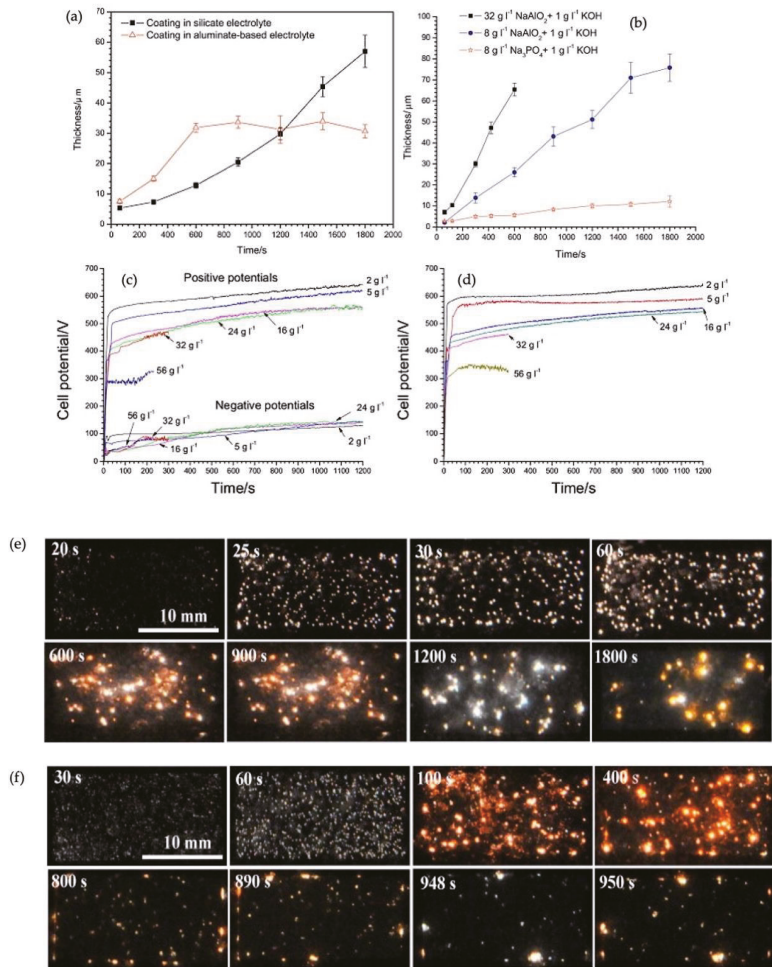 (a)
Coating in silicate electrolyte
Coating in aluminate-based electrolyte
Thickness/μm
70
60
50
40
30
20
10
0
0 200 400 600 800 1000 1200 1400 1600 1800 2000
Time/s
(b)
32 g l⁻¹ NaAlO₂+ 1 g l⁻¹ KOH
8 g l⁻¹ NaAlO₂+ 1 g l⁻¹ KOH
8 g l⁻¹ Na₃PO₄+ 1 g l⁻¹ KOH
Thickness/μm
100
90
80
70
60
50
40
30
20
10
0
0 200 400 600 800 1000 1200 1400 1600 1800 2000
Time/s
(c)
Positive potentials
2 g l⁻¹
5 g l⁻¹
16 g l⁻¹
24 g l⁻¹
32 g l⁻¹
56 g l⁻¹
Negative potentials
24 g l⁻¹
56 g l⁻¹
32 g l⁻¹
16 g l⁻¹
5 g l⁻¹
2 g l⁻¹
Cell potential/V
700
600
500
400
300
200
100
0
0 100 200 300 400 500 600 700 800 900 1000 1100 1200
Time/s
(d)
2 g l⁻¹
5 g l⁻¹
16 g l⁻¹
24 g l⁻¹
32 g l⁻¹
56 g l⁻¹
Cell potential/V
700
600
500
400
300
200
100
0
0 100 200 300 400 500 600 700 800 900 1000 1100 1200
Time/s
(e)
20 s
10 mm
25 s
30 s
60 s
600 s
900 s
1200 s
1800 s
(f)
30 s
10 mm
60 s
100 s
400 s
800 s
890 s
948 s
950 s